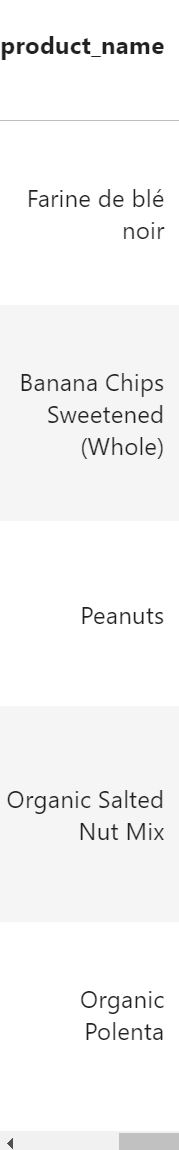 product_name
Farine de blé
noir
Banana Chips
Sweetened
(Whole)
Peanuts
Organic Salted
Nut Mix
Organic
Polenta